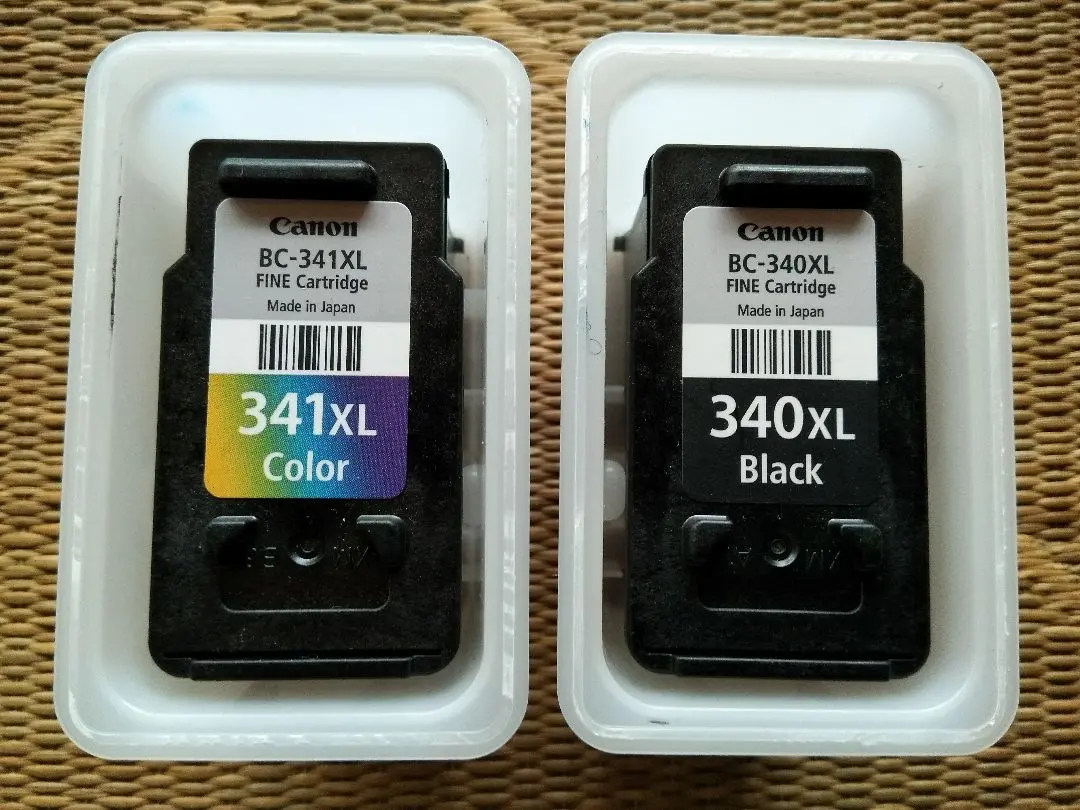 Canon
BC-341XL
FINE Cartridge
Made in Japan
341XL
Color
Canon
BC-340XL
FINE Cartridge
Made in Japan
340XL
Black